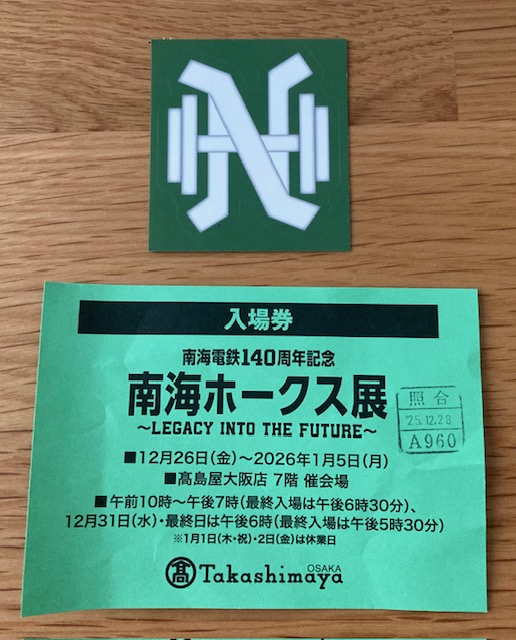 NH
入場券
南海電鉄140周年記念
南海ホークス展
~LEGACY INTO THE FUTURE~
照合
'25.12.28
A960
■12月26日(金)~2026年1月5日(月)
■髙島屋大阪店 7階 催会場
■午前10時~午後7時(最終入場は午後6時30分)、
12月31日(水)・最終日は午後6時(最終入場は午後5時30分)
※1月1日(木・祝)・2日(金)は休業日
髙 Takashimaya OSAKA